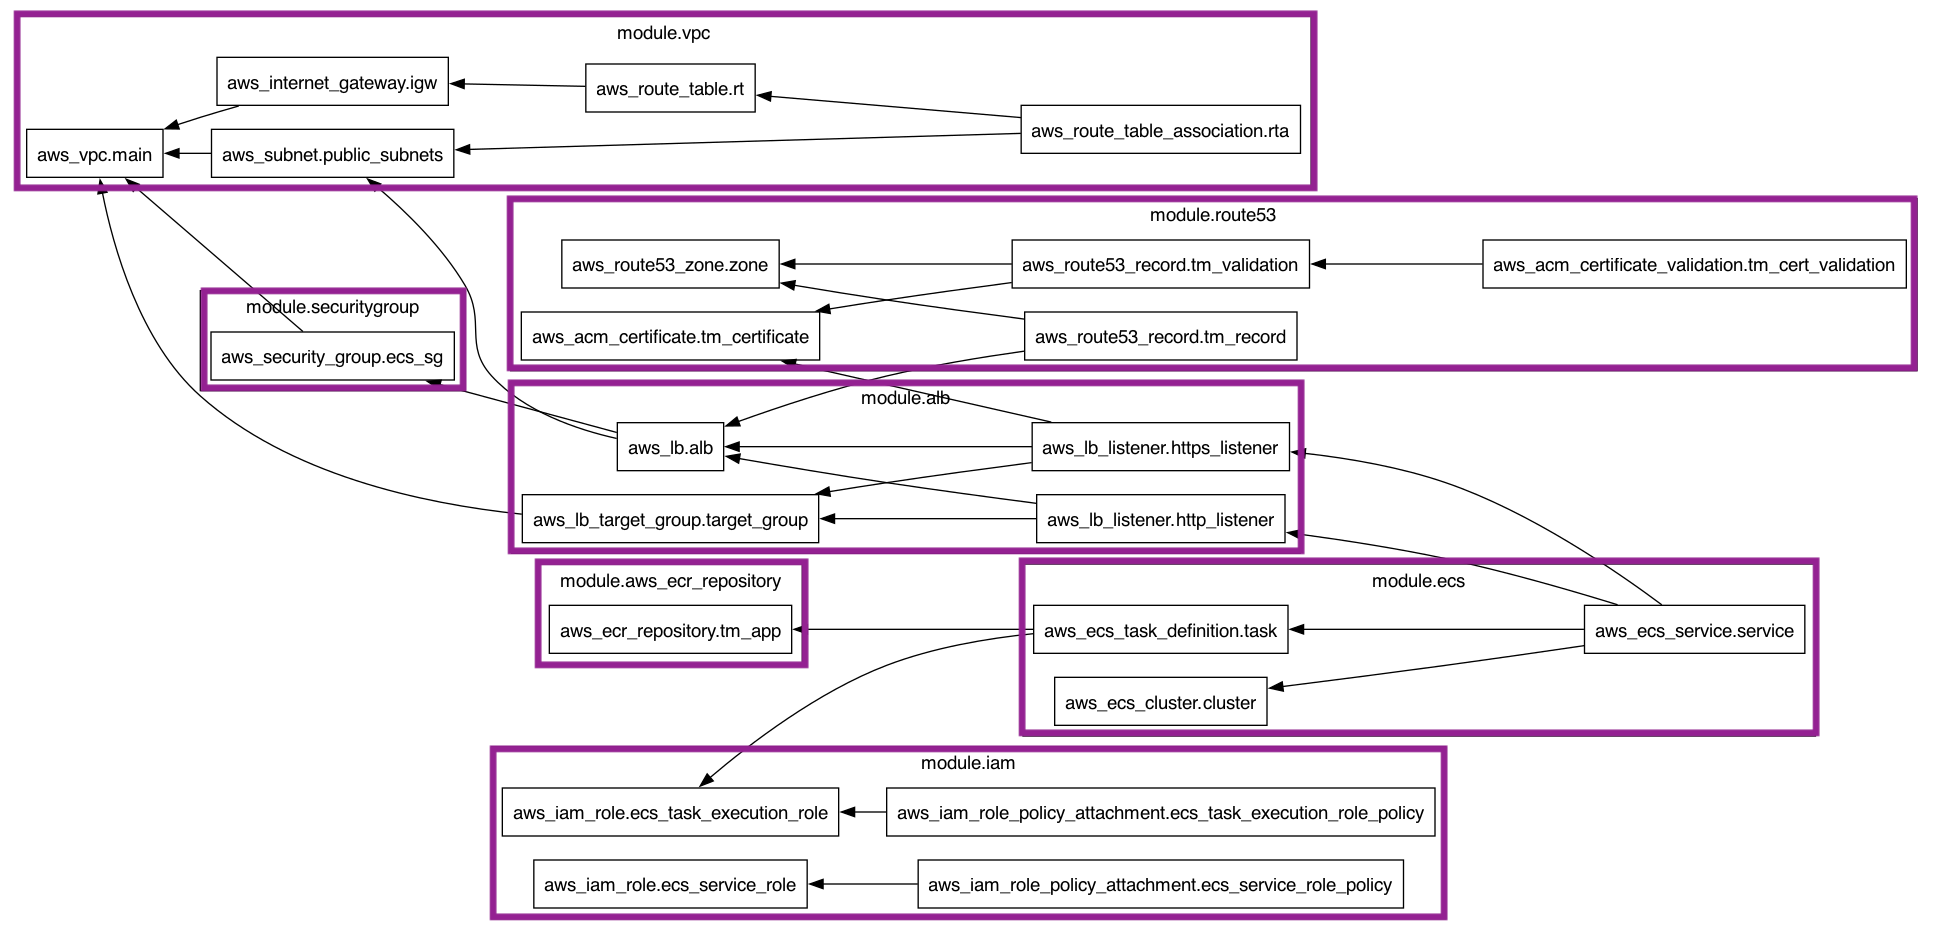 module.vpc
aws_internet_gateway.igw
aws_route_table.rt
aws_route_table_association.rta
aws_vpc.main
aws_subnet.public_subnets
module.route53
aws_route53_zone.zone
aws_route53_record.tm_validation
aws_acm_certificate_validation.tm_cert_validation
module.securitygroup
aws_acm_certificate.tm_certificate
aws_route53_record.tm_record
aws_security_group.ecs_sg
module.alb
aws_lb.alb
aws_lb_listener.https_listener
aws_lb_target_group.target_group
aws_lb_listener.http_listener
module.aws_ecr_repository
module.ecs
aws_ecr_repository.tm_app
aws_ecs_task_definition.task
aws_ecs_service.service
aws_ecs_cluster.cluster
module.iam
aws_iam_role.ecs_task_execution_role
aws_iam_role_policy_attachment.ecs_task_execution_role_policy
aws_iam_role.ecs_service_role
aws_iam_role_policy_attachment.ecs_service_role_policy